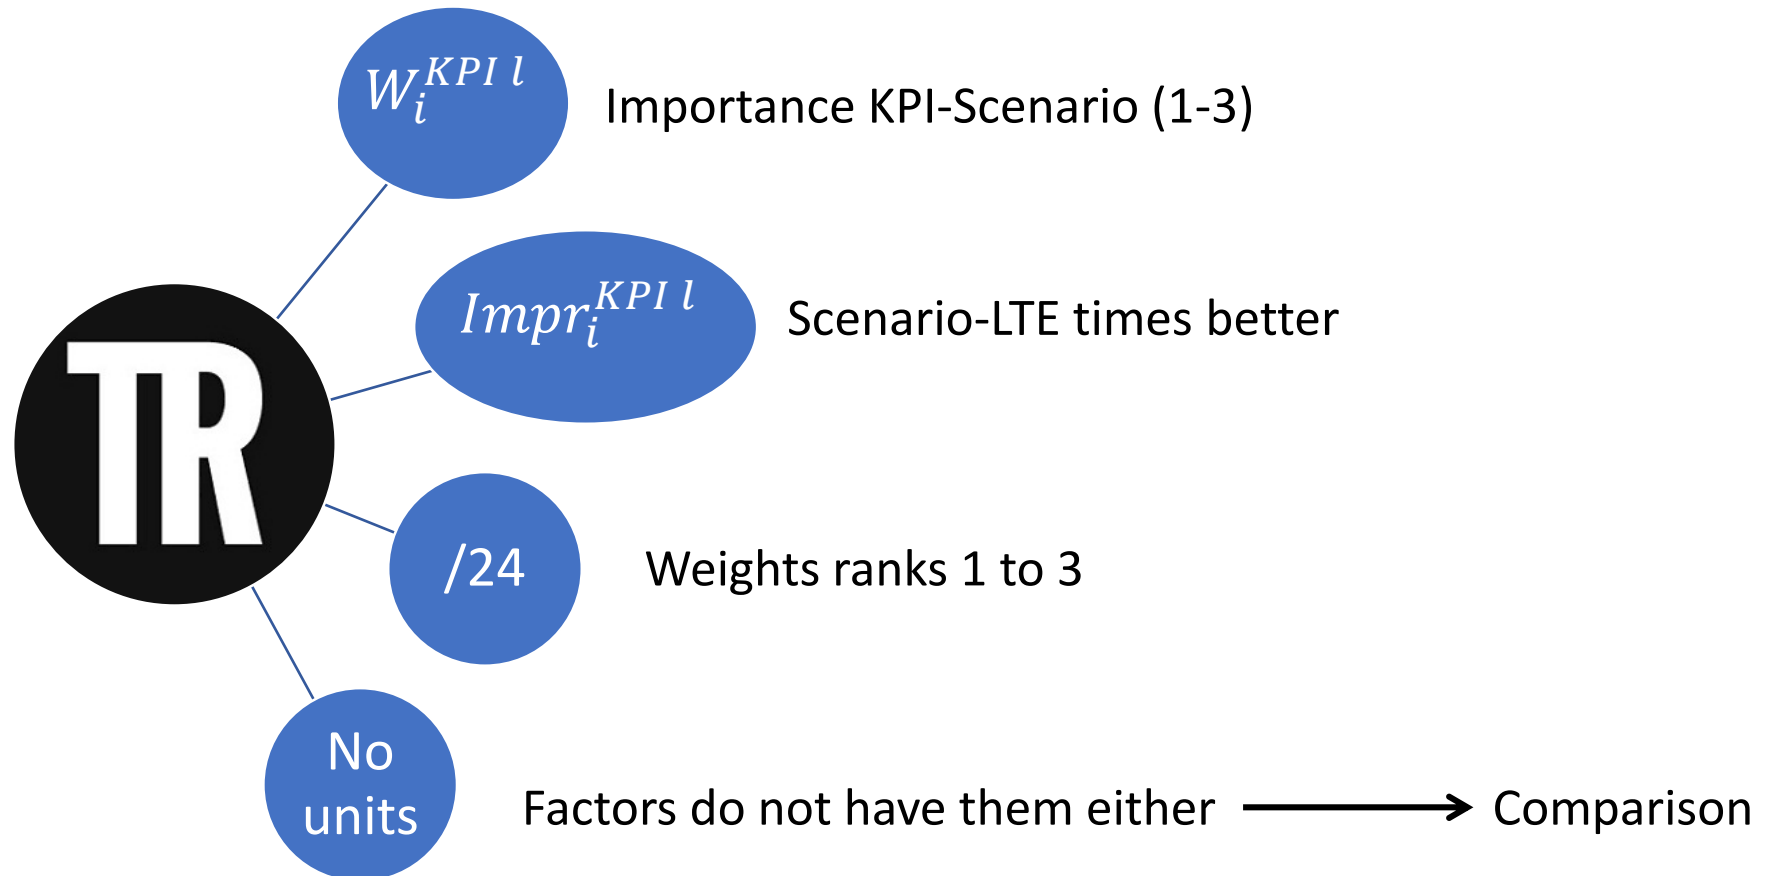 W_i^{KPI l}
Importance KPI-Scenario (1-3)
Impr_i^{KPI l}
Scenario-LTE times better
TR
/24
Weights ranks 1 to 3
No
units
Factors do not have them either
Comparison